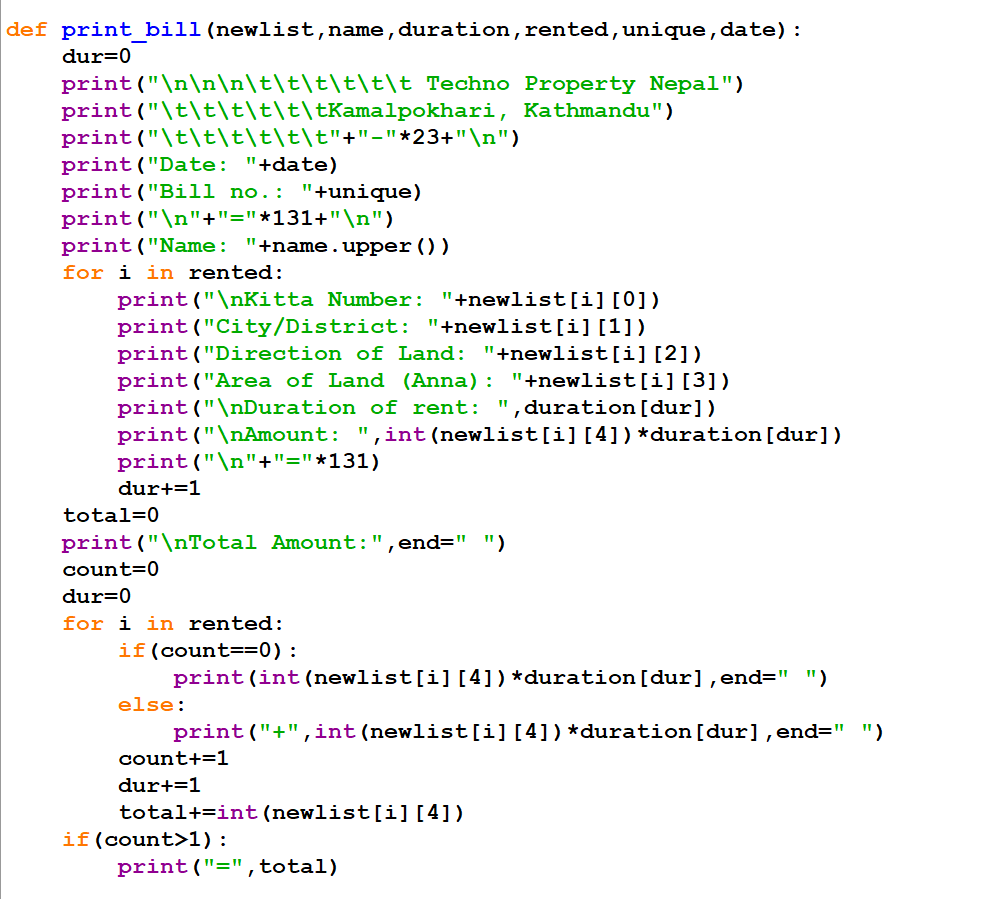 def print_bill(newlist,name,duration,rented,unique,date):
    dur=0
    print("\n\n\n\t\t\t\t\t\t Techno Property Nepal")
    print("\t\t\t\t\t\tKamalpokhari, Kathmandu")
    print("\t\t\t\t\t\t"+"-"*23+"\n")
    print("Date: "+date)
    print("Bill no.: "+unique)
    print("\n"+"="*131+"\n")
    print("Name: "+name.upper())
    for i in rented:
        print("\nKitta Number: "+newlist[i][0])
        print("City/District: "+newlist[i][1])
        print("Direction of Land: "+newlist[i][2])
        print("Area of Land (Anna): "+newlist[i][3])
        print("\nDuration of rent: ",duration[dur])
        print("\nAmount: ",int(newlist[i][4])*duration[dur])
        print("\n"+"="*131)
        dur+=1
    total=0
    print("\nTotal Amount:",end=" ")
    count=0
    dur=0
    for i in rented:
        if(count==0):
            print(int(newlist[i][4])*duration[dur],end=" ")
        else:
            print("+",int(newlist[i][4])*duration[dur],end=" ")
        count+=1
        dur+=1
        total+=int(newlist[i][4])
    if(count>1):
        print("=",total)